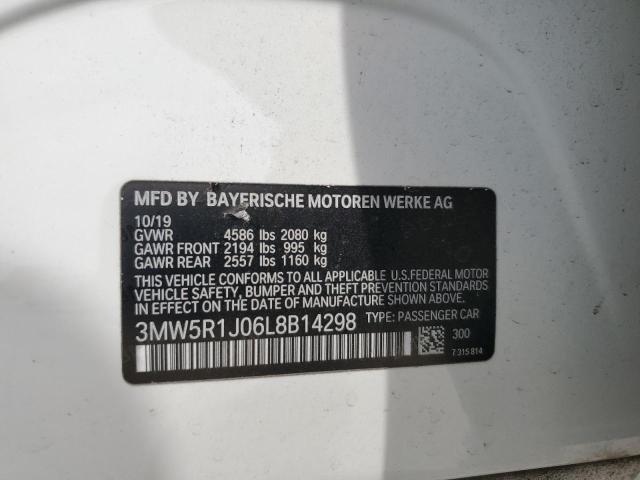 MFD BY BAYERISCHE MOTOREN WERKE AG
10/19
GVWR 4586 lbs 2080 kg
GAWR FRONT 2194 lbs 995 kg
GAWR REAR 2557 lbs 1160 kg
THIS VEHICLE CONFORMS TO ALL APPLICABLE U.S.FEDERAL MOTOR
VEHICLE SAFETY, BUMPER AND THEFT PREVENTION STANDARDS
IN EFFECT ON THE DATE OF MANUFACTURE SHOWN ABOVE.
3MW5R1J06L8B14298 TYPE: PASSENGER CAR
300
7 315 814